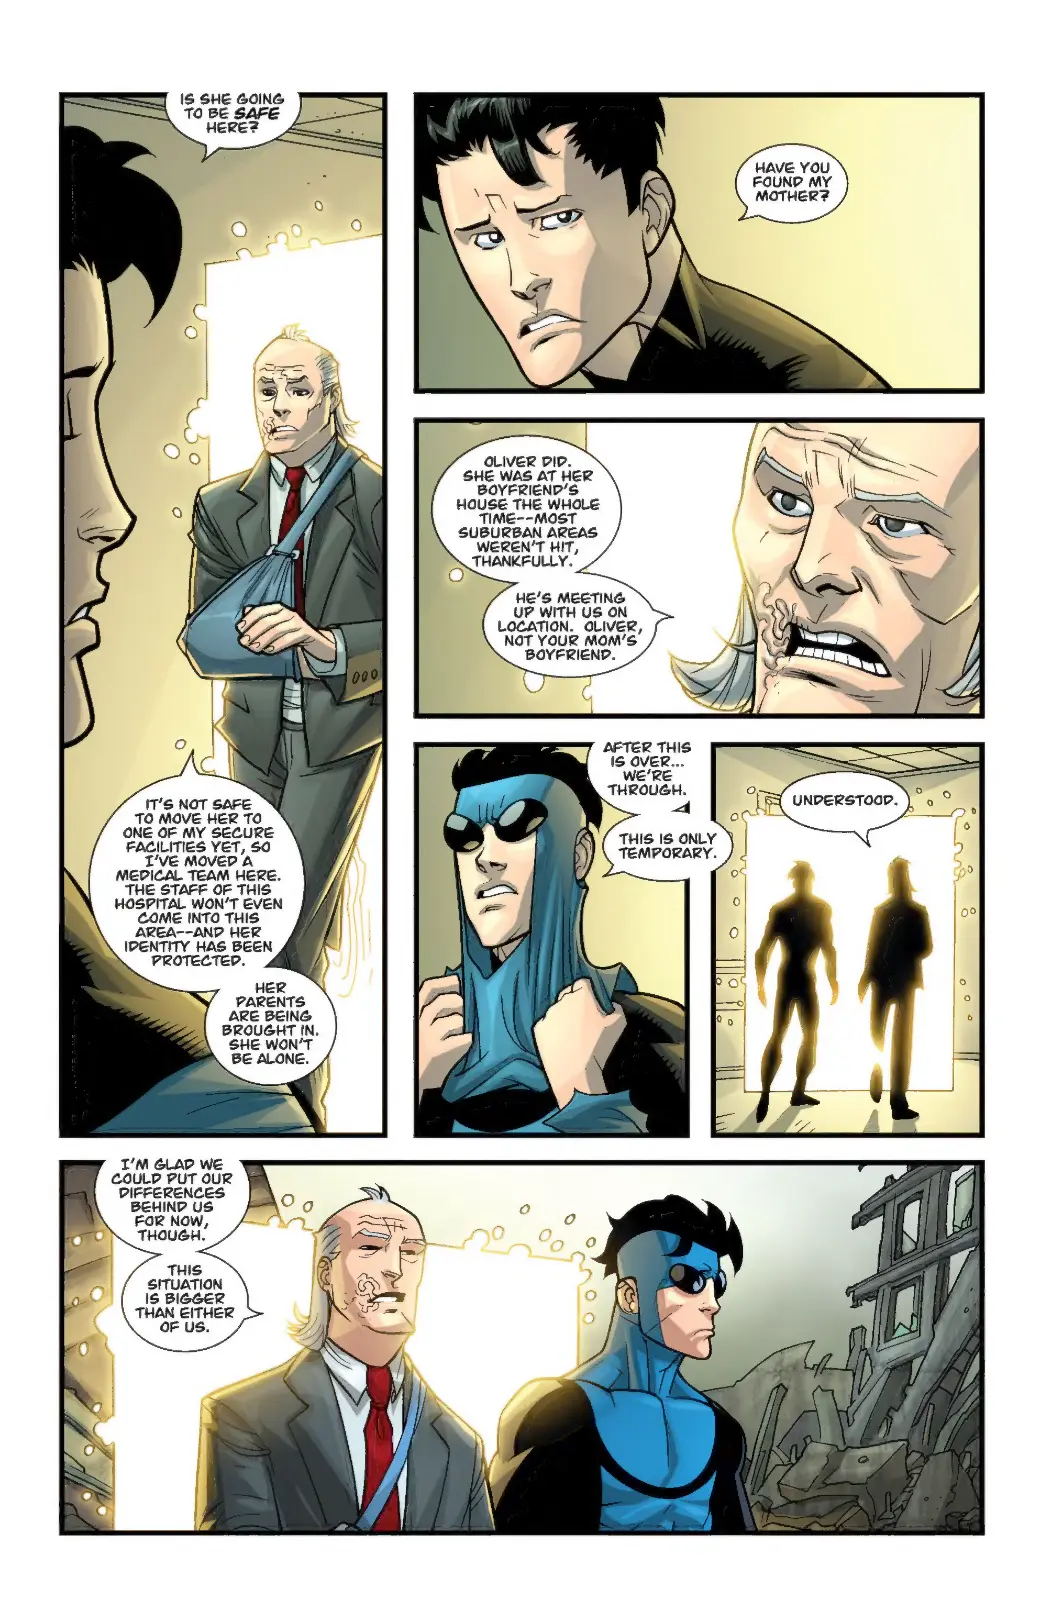 IS SHE GOING
TO BE SAFE
HERE?
IT'S NOT SAFE
TO MOVE HER TO
ONE OF MY SECURE
FACILITIES YET, SO
I'VE MOVED A
MEDICAL TEAM HERE.
THE STAFF OF THIS
HOSPITAL WON'T EVEN
COME INTO THIS
AREA--AND HER
IDENTITY HAS BEEN
PROTECTED.
HER
PARENTS
ARE BEING
BROUGHT IN.
SHE WON'T
BE ALONE.
HAVE YOU
FOUND MY
MOTHER?
OLIVER DID.
SHE WAS AT HER
BOYFRIEND'S
HOUSE THE WHOLE
TIME--MOST
SUBURBAN AREAS
WEREN'T HIT,
THANKFULLY.
HE'S MEETING
UP WITH US ON
LOCATION. OLIVER,
NOT YOUR MOM'S
BOYFRIEND.
AFTER THIS
IS OVER...
WE'RE
THROUGH.
THIS IS ONLY
TEMPORARY.
UNDERSTOOD.
I'M GLAD WE
COULD PUT OUR
DIFFERENCES
BEHIND US
FOR NOW,
THOUGH.
THIS
SITUATION
IS BIGGER
THAN EITHER
OF US.